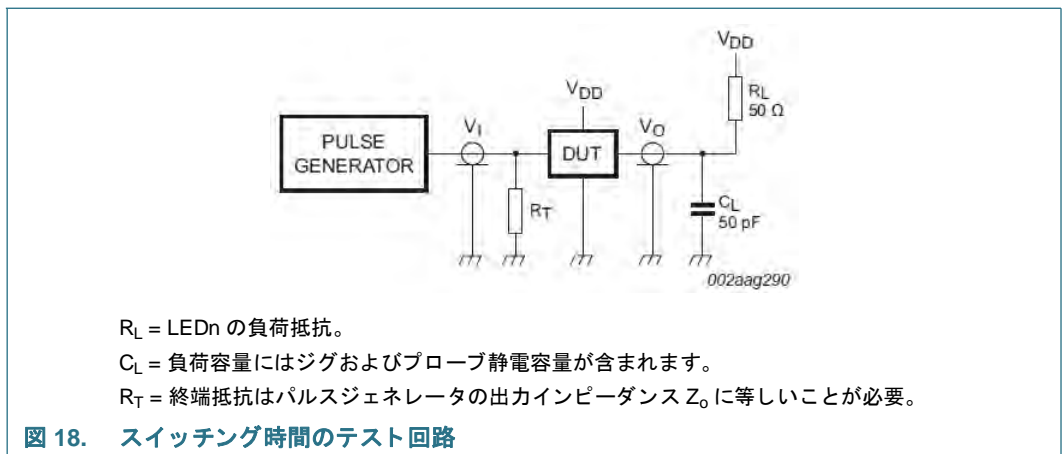 VDD
RL
50 Ω
VDD
VI
VO
PULSE
GENERATOR
DUT
RT
CL
50 pF
002aag290
RL = LEDn の負荷抵抗。
CL = 負荷容量にはジグおよびプローブ静電容量が含まれます。
RT = 終端抵抗はパルスジェネレータの出力インピーダンス Zo に等しいことが必要。
図 18. スイッチング時間のテスト回路